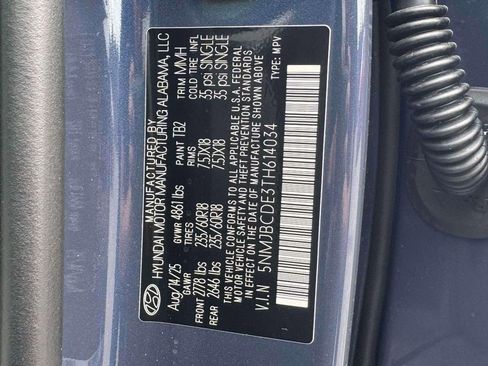 MANUFACTURED BY
HYUNDAI MOTOR MANUFACTURING ALABAMA, LLC
Aug/14/25 GVWR 4861 lbs PAINT TB2 TRIM MMH
GAWR RIMS COLD TIRE INFL
FRONT 2778 lbs 235/60R18 7.5JX18 35 psi SINGLE
REAR 2646 lbs 235/60R18 7.5JX18 35 psi SINGLE
THIS VEHICLE CONFORMS TO ALL APPLICABLE U.S.A. FEDERAL
MOTOR VEHICLE SAFETY, BUMPER, AND THEFT PREVENTION
STANDARDS IN EFFECT ON THE DATE OF MANUFACTURE SHOWN ABOVE
V.I.N 5NMJBCDE3TH614034 TYPE: MPV